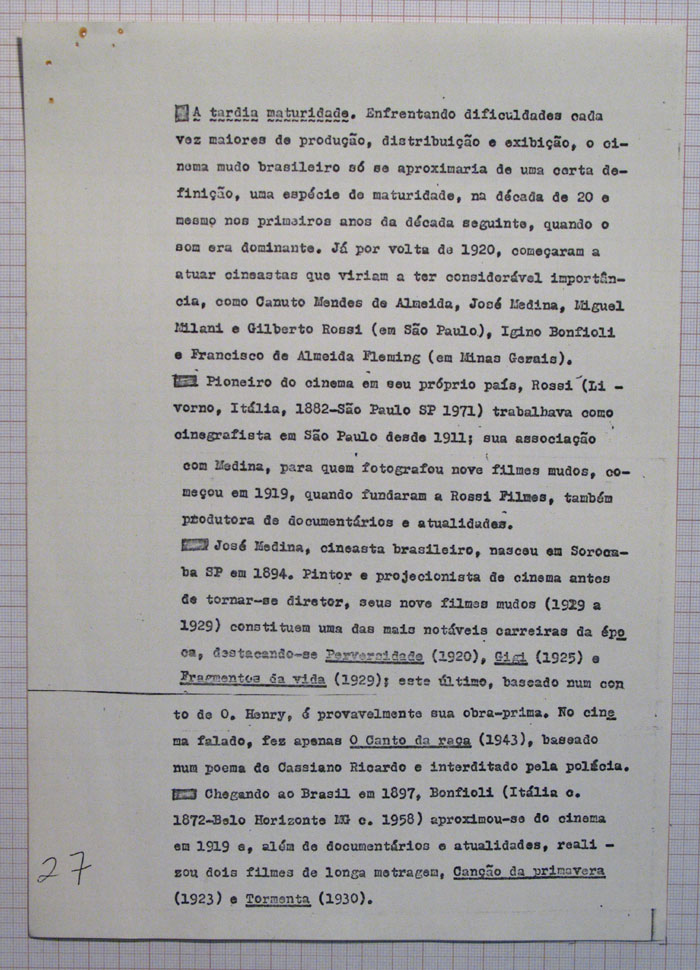 A tardia maturidade. Enfrentando dificuldades cada
vez maiores de produção, distribuição e exibição, o ci-
nema mudo brasileiro só se aproximaria de uma certa de-
finição, uma espécie de maturidade, na década de 20 e
mesmo nos primeiros anos da década seguinte, quando o
som era dominante. Já por volta de 1920, começaram a
atuar cineastas que viriam a ter considerável importân-
cia, como Canuto Mendes de Almeida, José Medina, Miguel
Milani e Gilberto Rossi (em São Paulo), Igino Bonfioli
e Francisco de Almeida Fleming (em Minas Gerais).
Pioneiro do cinema em seu próprio país, Rossi (Li -
vorno, Itália, 1882-São Paulo SP 1971) trabalhava como
cinegrafista em São Paulo desde 1911; sua associação
com Medina, para quem fotografou nove filmes mudos, co-
meçou em 1919, quando fundaram a Rossi Filmes, também
produtora de documentários e atualidades.
José Medina, cineasta brasileiro, nasceu em Soroca-
ba SP em 1894. Pintor e projecionista de cinema antes
de tornar-se diretor, seus nove filmes mudos (1929 a
1929) constituem uma das mais notáveis carreiras da épo
ca, destacando-se Perversidade (1920), Gigi (1925) e
Fragmentos da vida (1929); este último, baseado num con
to de O. Henry, é provavelmente sua obra-prima. No cine
ma falado, fez apenas O Canto da raça (1943), baseado
num poema de Cassiano Ricardo e interditado pela polícia.
Chegando ao Brasil em 1897, Bonfioli (Itália c.
1872-Belo Horizonte MG c. 1958) aproximou-se do cinema
em 1919 e, além de documentários e atualidades, reali -
zou dois filmes de longa metragem, Canção da primavera
(1923) e Tormenta (1930).
27